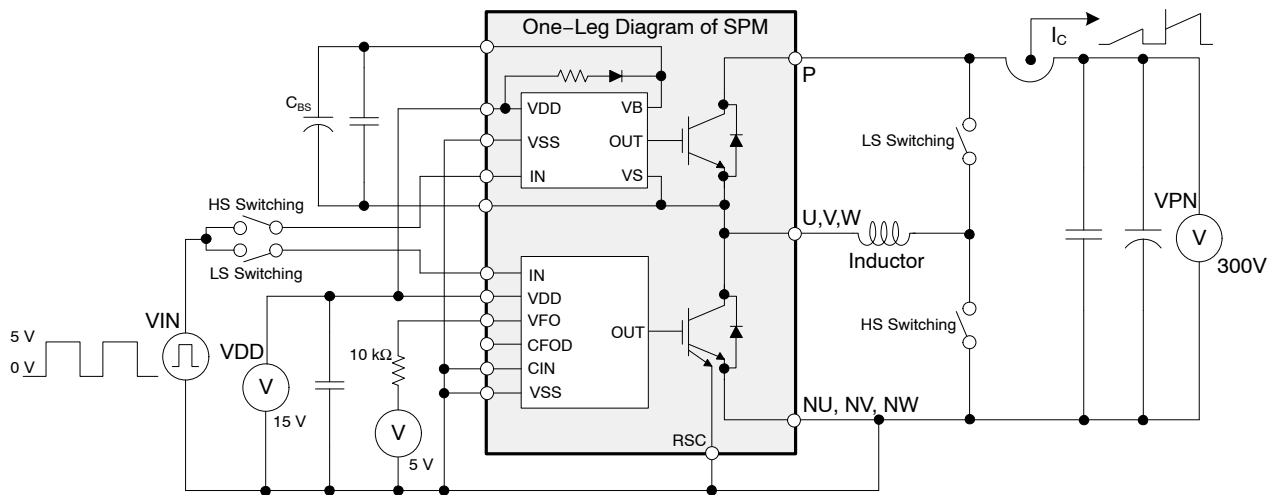 One−Leg Diagram of SPM
I_C
P
C_BS
VDD
VB
VSS
OUT
IN
VS
LS Switching
HS Switching
LS Switching
U,V,W
Inductor
VPN
V
300V
IN
VDD
VFO
OUT
CFOD
CIN
VSS
HS Switching
VIN
5 V
0 V
VDD
V
15 V
10 kΩ
V
5 V
RSC
NU, NV, NW